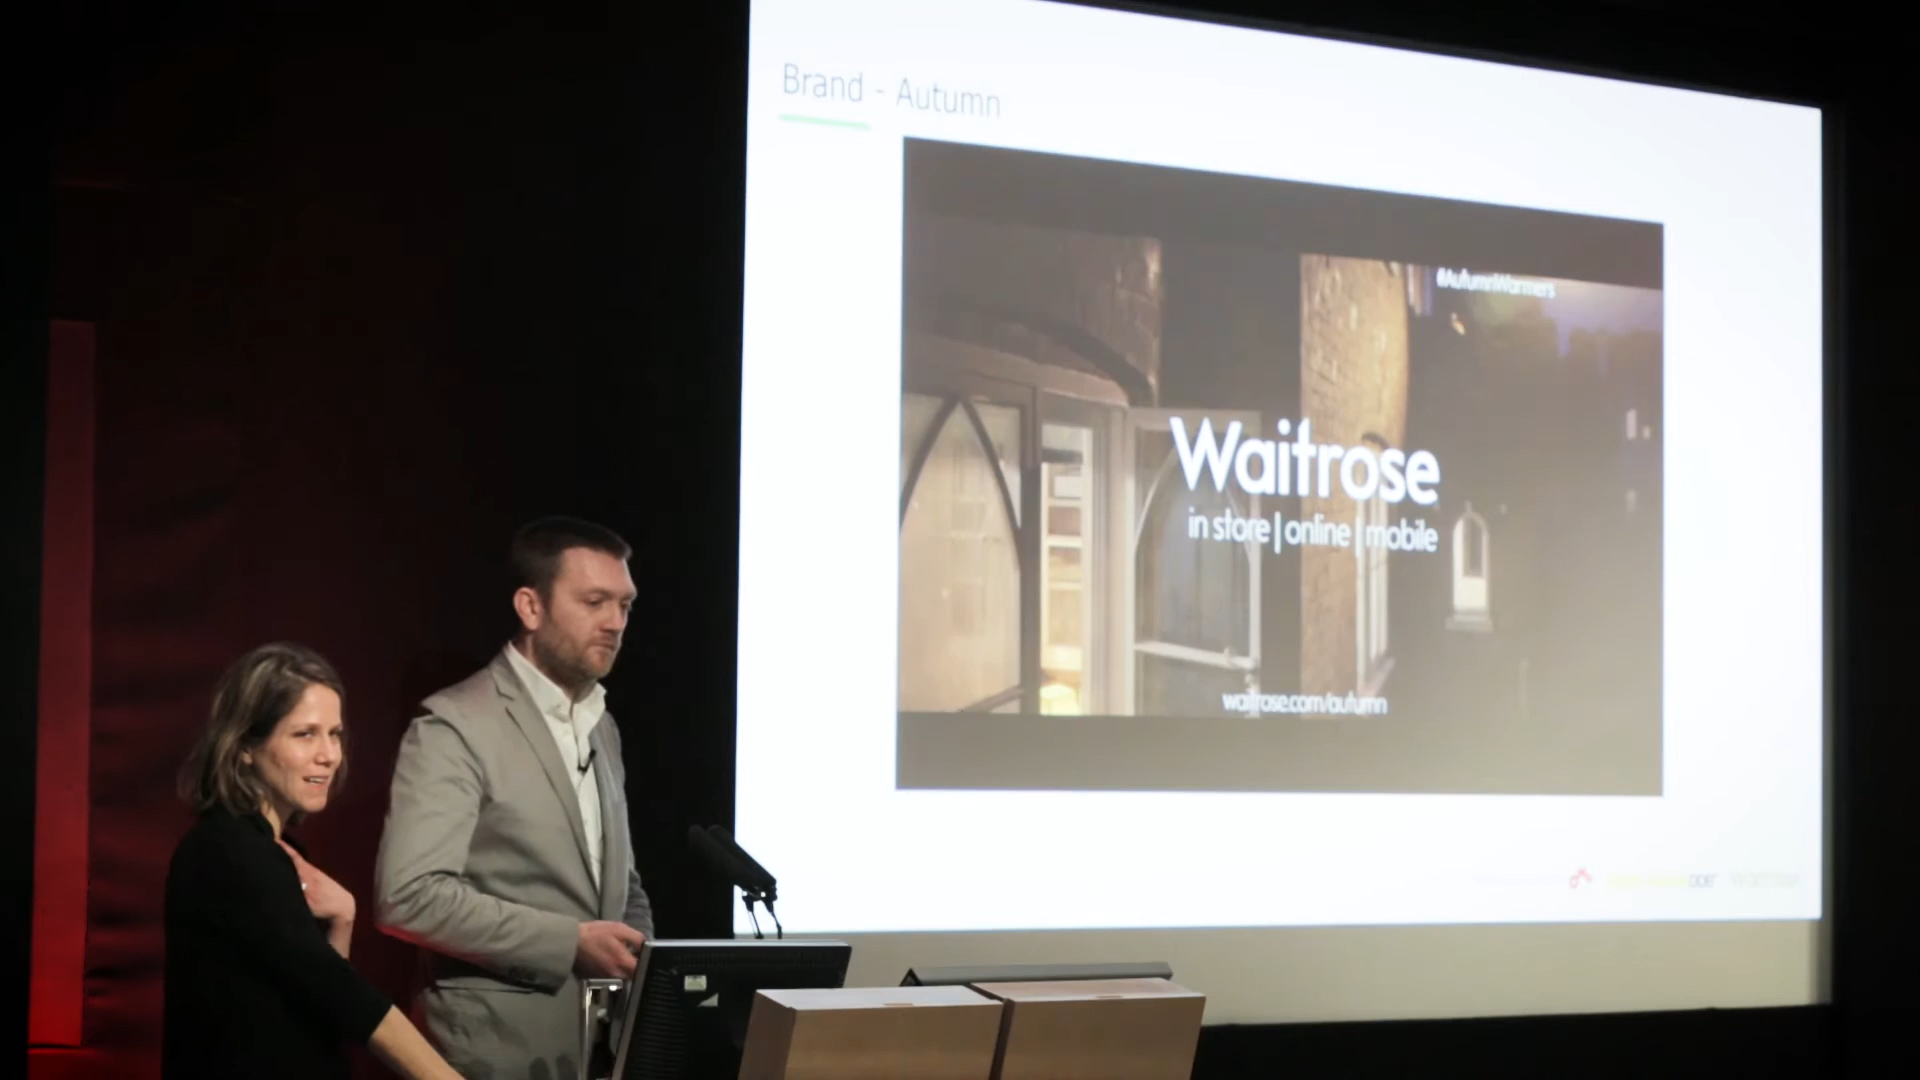 Brand - Autumn
#AutumnWarmers
Waitrose
in store | online | mobile
waitrose.com/autumn